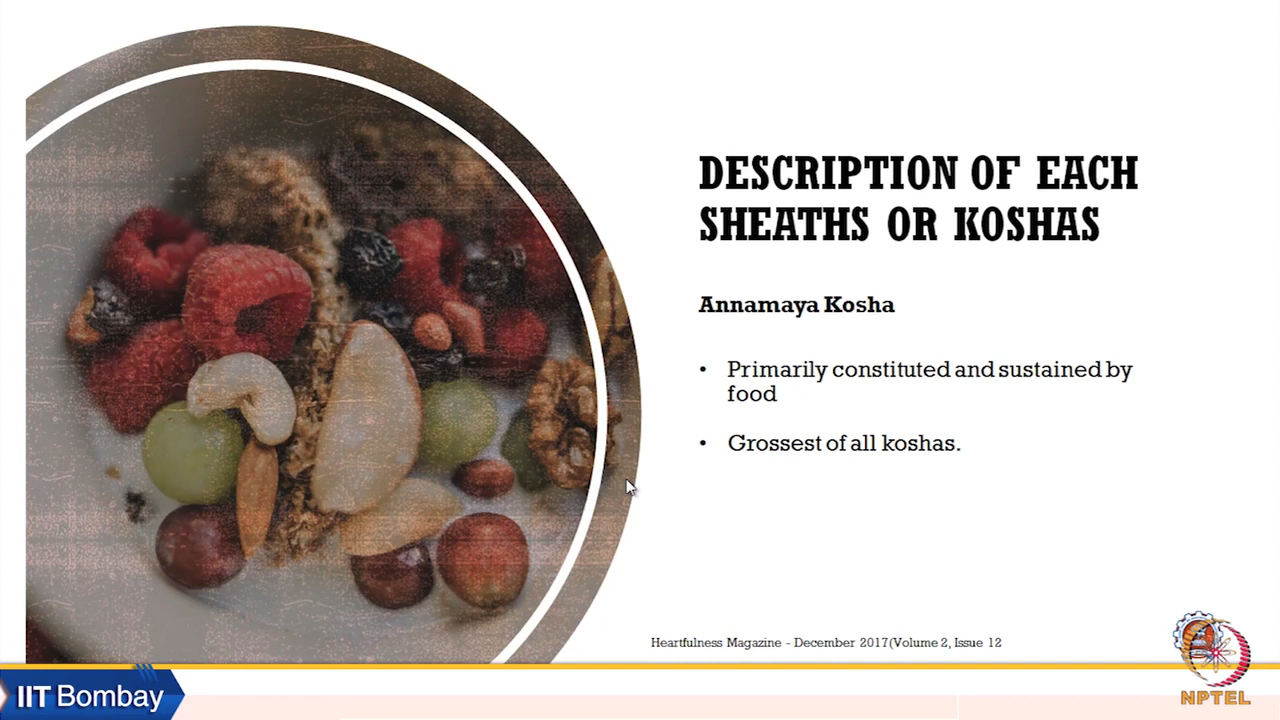 DESCRIPTION OF EACH
SHEATHS OR KOSHAS
Annamaya Kosha
• Primarily constituted and sustained by
food
• Grossest of all koshas.
Heartfulness Magazine - December 2017(Volume 2, Issue 12
IIT Bombay
NPTEL